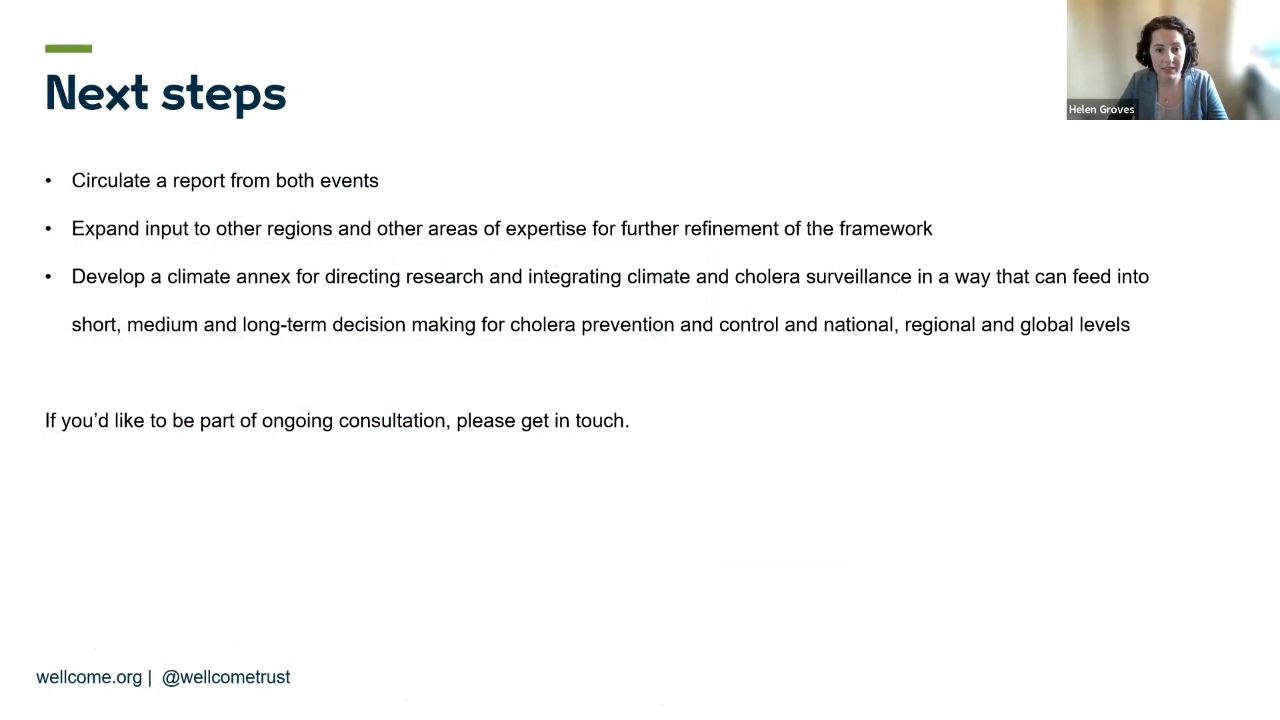 Next steps
Helen Groves
• Circulate a report from both events
• Expand input to other regions and other areas of expertise for further refinement of the framework
• Develop a climate annex for directing research and integrating climate and cholera surveillance in a way that can feed into
short, medium and long-term decision making for cholera prevention and control and national, regional and global levels
If you’d like to be part of ongoing consultation, please get in touch.
wellcome.org | @wellcometrust